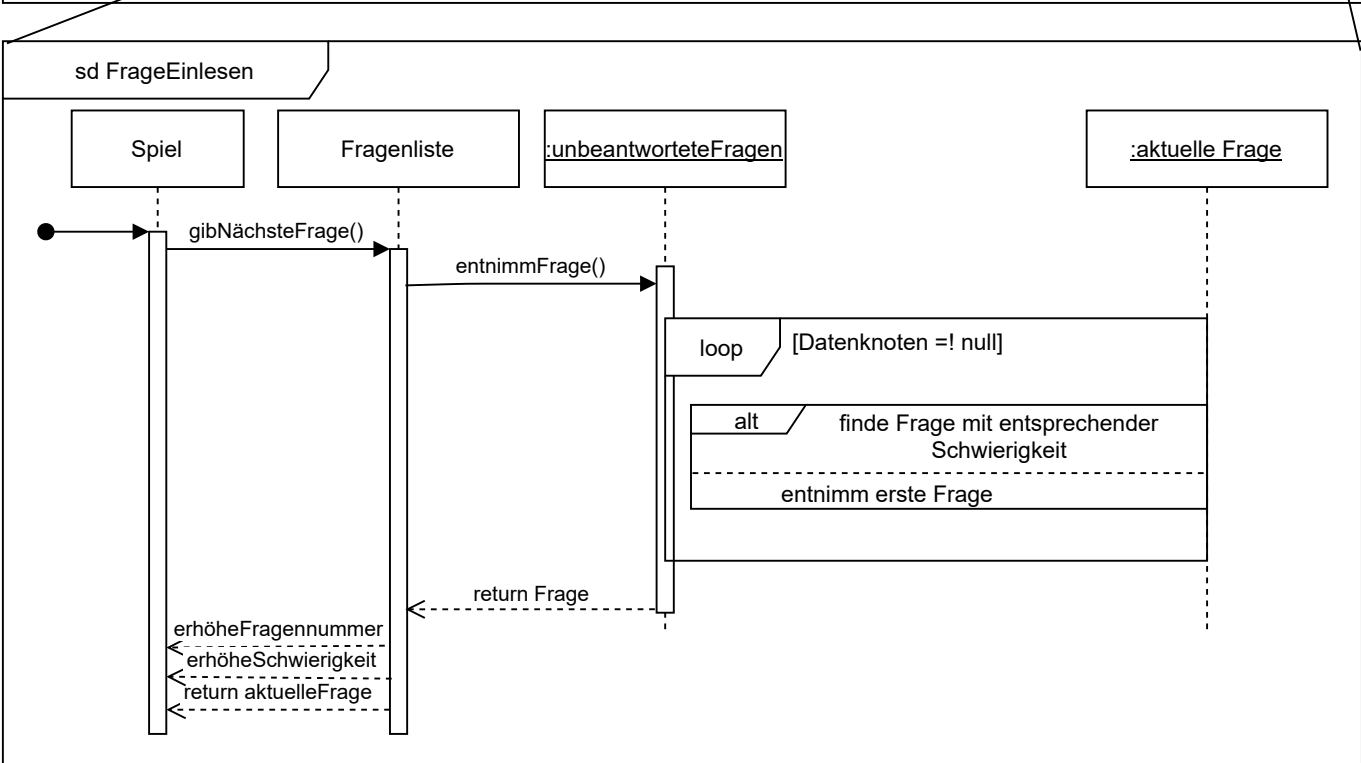 sd FrageEinlesen
Spiel
Fragenliste
:unbeantworteteFragen
:aktuelle Frage
gibNächsteFrage()
entnimmFrage()
loop
[Datenknoten =! null]
alt
finde Frage mit entsprechender
Schwierigkeit
entnimm erste Frage
return Frage
erhöheFragennummer
erhöheSchwierigkeit
return aktuelleFrage